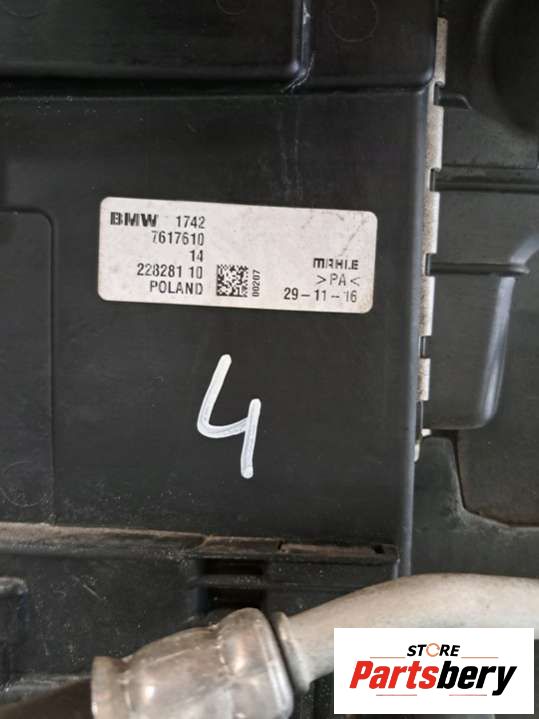 BMW 1742
7617610
14
228281 10
POLAND
00207
MAHLE
>PA<
29-11-16
4
STORE
Partsbery